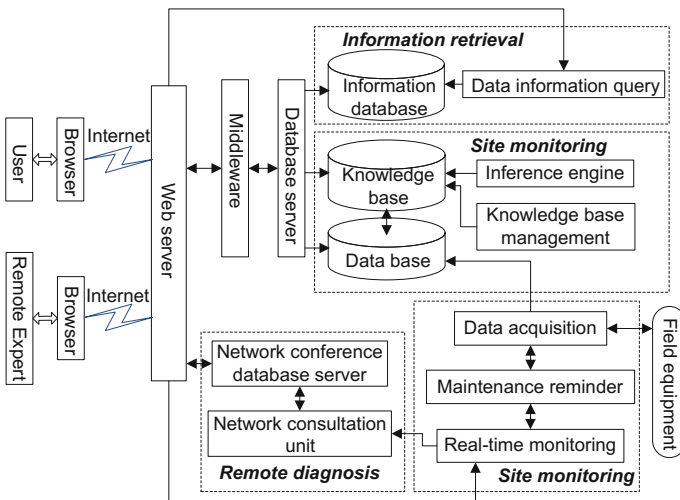 Information retrieval
Information
database
Data information query
User
Browser
Internet
Web server
Middleware
Database server
Site monitoring
Knowledge
base
Inference engine
Knowledge base
management
Data base
Remote Expert
Browser
Internet
Network conference
database server
Network consultation
unit
Remote diagnosis
Data acquisition
Maintenance reminder
Real-time monitoring
Site monitoring
Field equipment